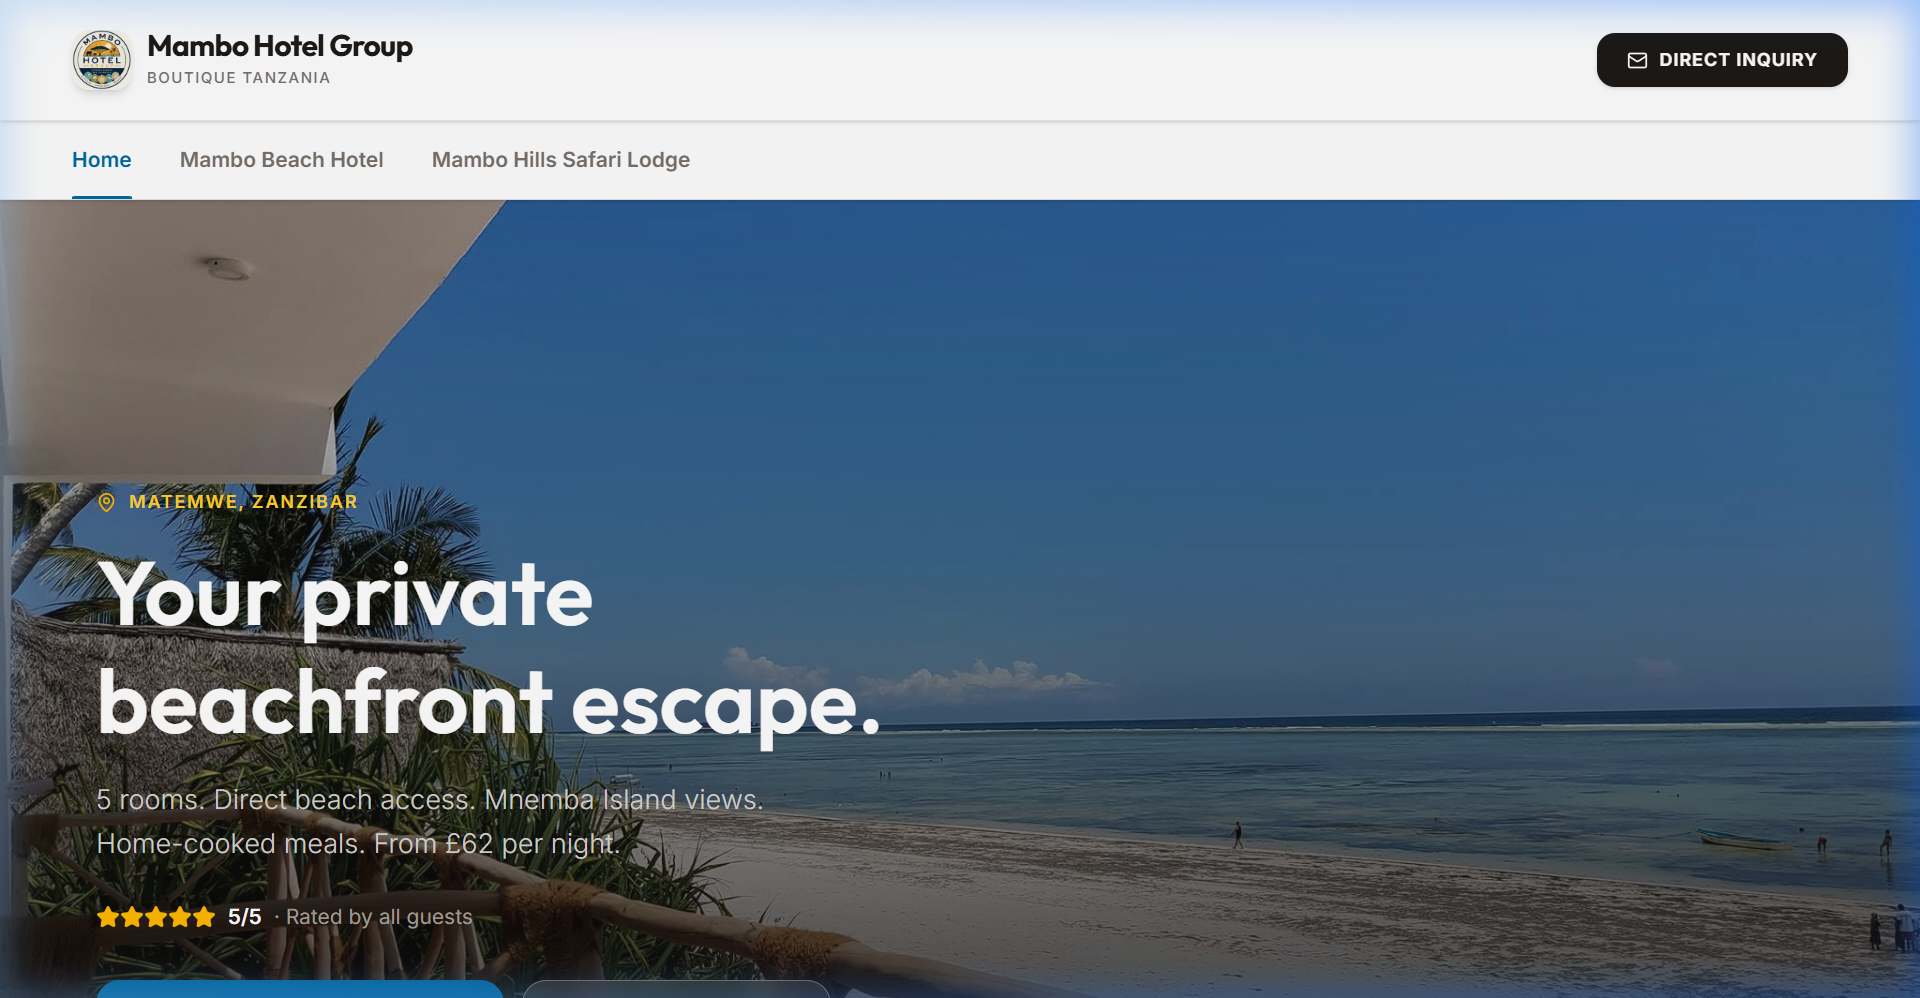 MAMBO
HOTEL
Mambo Hotel Group
BOUTIQUE TANZANIA
DIRECT INQUIRY
Home
Mambo Beach Hotel
Mambo Hills Safari Lodge
MATEMWE, ZANZIBAR
Your private
beachfront escape.
5 rooms. Direct beach access. Mnemba Island views.
Home-cooked meals. From £62 per night.
5/5 · Rated by all guests